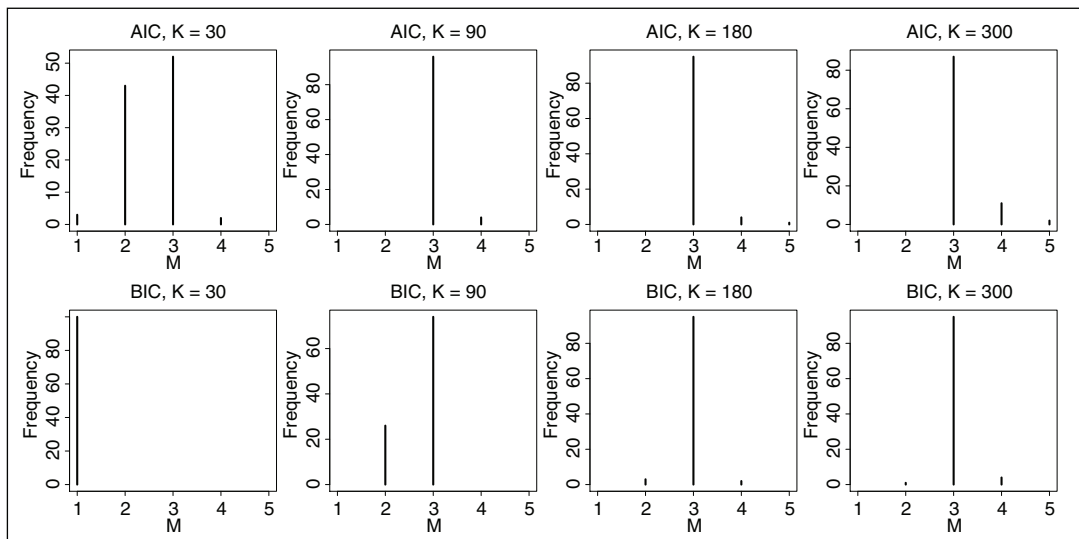 AIC, K = 30
Frequency
0
10
20
30
40
50
1 2 3 4 5
M
AIC, K = 90
Frequency
0
20
40
60
80
1 2 3 4 5
M
AIC, K = 180
Frequency
0
20
40
60
80
1 2 3 4 5
M
AIC, K = 300
Frequency
0
20
40
60
80
1 2 3 4 5
M
BIC, K = 30
Frequency
0
20
40
60
80
1 2 3 4 5
M
BIC, K = 90
Frequency
0
20
40
60
1 2 3 4 5
M
BIC, K = 180
Frequency
0
20
40
60
80
1 2 3 4 5
M
BIC, K = 300
Frequency
0
20
40
60
80
1 2 3 4 5
M